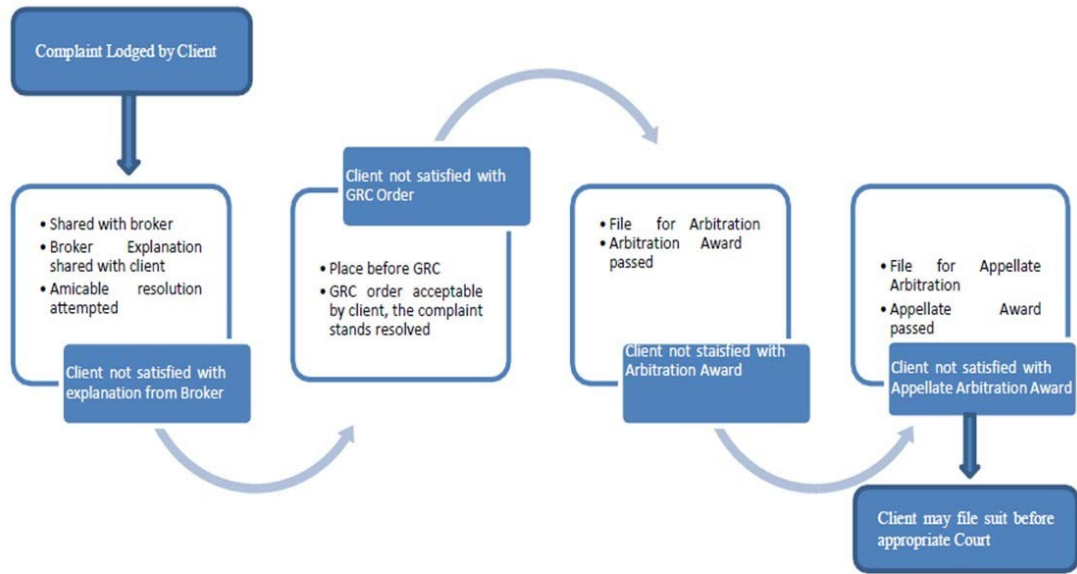 Complaint Lodged by Client
• Shared with broker
• Broker Explanation
shared with client
• Amicable resolution
attempted
Client not satisfied with
explanation from Broker
Client not satisfied with
GRC Order
• Place before GRC
• GRC order acceptable
by client, the complaint
stands resolved
• File for Arbitration
• Arbitration Award
passed
Client not staisfied with
Arbitration Award
• File for Appellate
Arbitration
• Appellate Award
passed
Client not satisfied with
Appellate Arbitration Award
Client may file suit before
appropriate Court